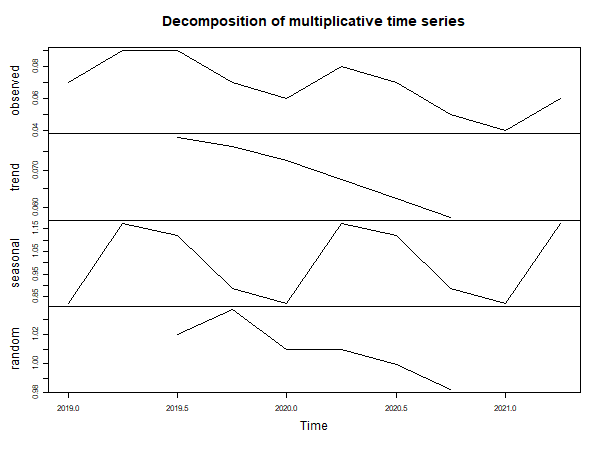 Decomposition of multiplicative time series
observed
0.04 0.06 0.08
trend
0.060 0.070
seasonal
0.85 0.95 1.05 1.15
random
0.98 1.00 1.02
2019.0 2019.5 2020.0 2020.5 2021.0
Time